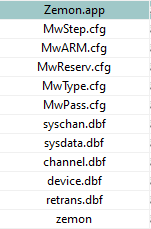 Zemon.app
MwStep.cfg
MwARM.cfg
MwReserv.cfg
MwType.cfg
MwPass.cfg
syschan.dbf
sysdata.dbf
channel.dbf
device.dbf
retrans.dbf
zemon